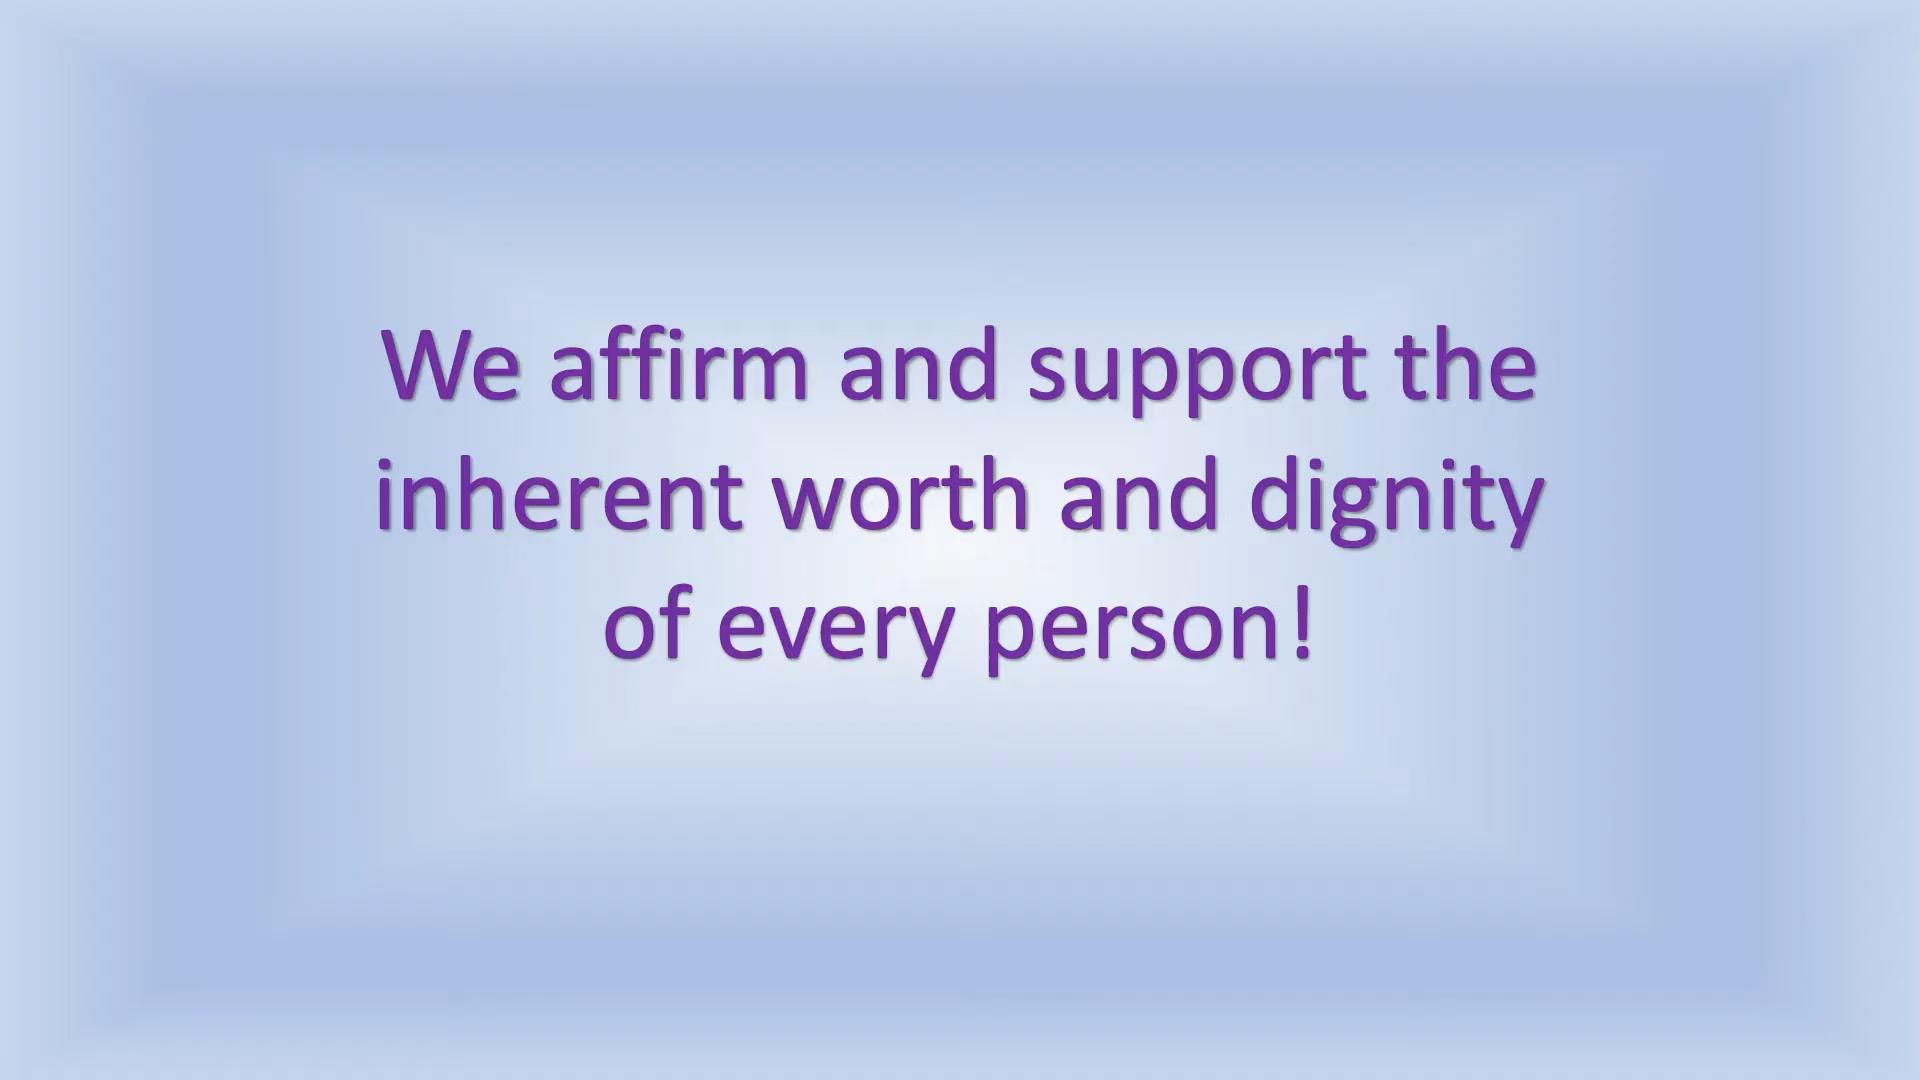 We affirm and support the
inherent worth and dignity
of every person!